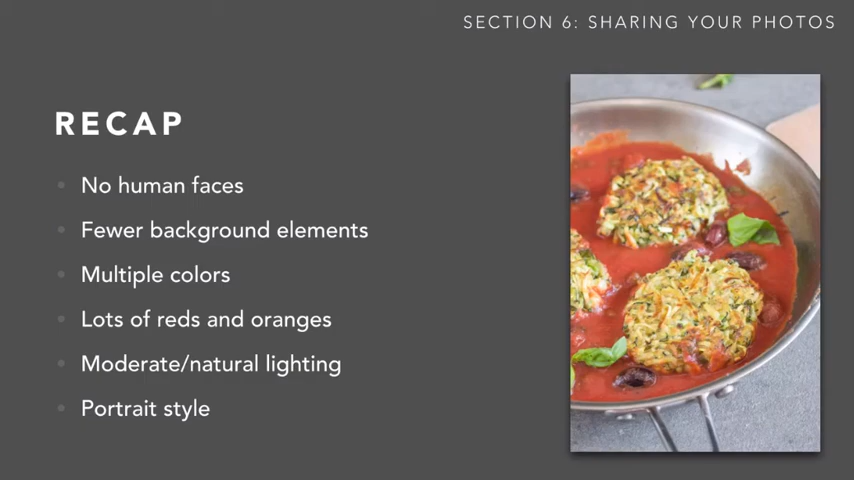 SECTION 6: SHARING YOUR PHOTOS
RECAP
No human faces
Fewer background elements
Multiple colors
Lots of reds and oranges
Moderate/natural lighting
Portrait style